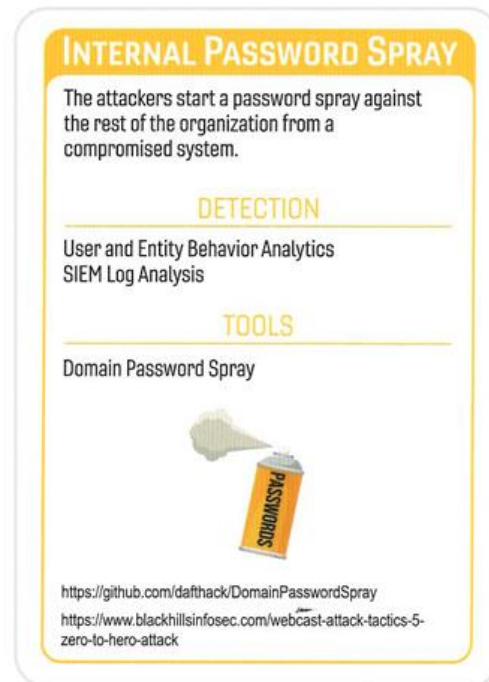 INTERNAL PASSWORD SPRAY
The attackers start a password spray against
the rest of the organization from a
compromised system.
DETECTION
User and Entity Behavior Analytics
SIEM Log Analysis
TOOLS
Domain Password Spray
PASSWORDS
https://github.com/dafthack/DomainPasswordSpray
https://www.blackhillsinfosec.com/webcast-attack-tactics-5-
zero-to-hero-attack